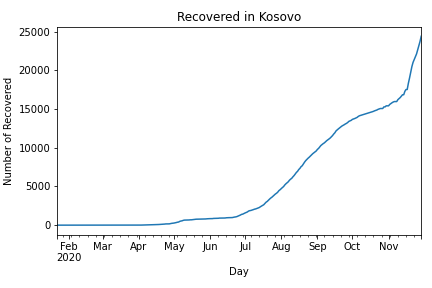 Recovered in Kosovo
25000
20000
15000
10000
5000
0
Number of Recovered
Feb Mar Apr May Jun Jul Aug Sep Oct Nov
2020
Day